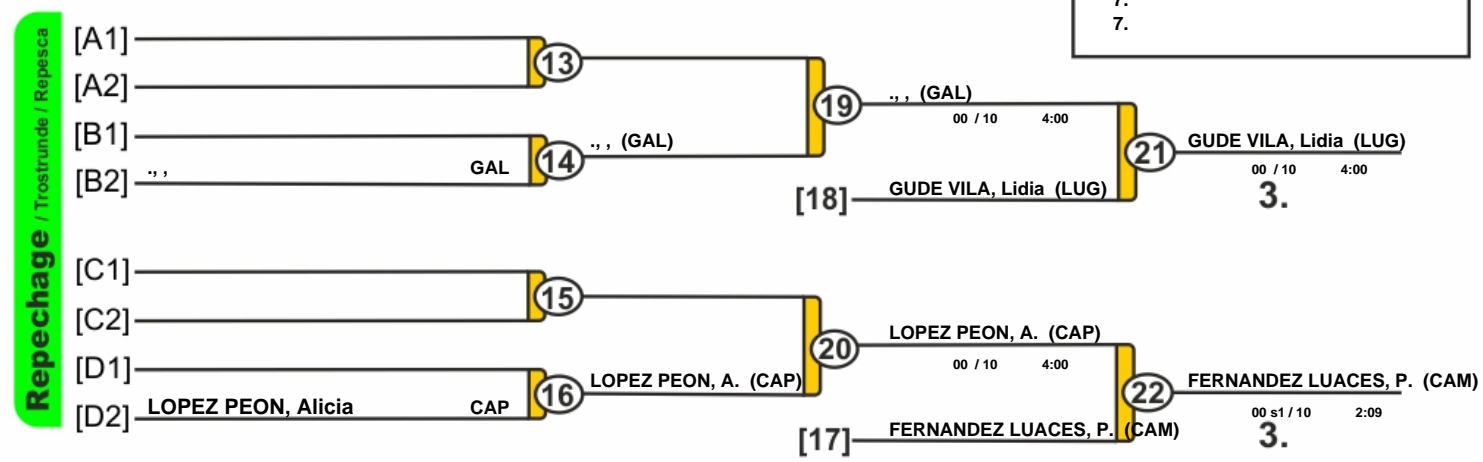 7.
7.
Repechage / Trostrunde / Repesca
[A1]
13
[A2]
19
., , (GAL)
00 / 10 4:00
[B1]
14
., , (GAL)
[B2] ., , GAL
21
GUDE VILA, Lidia (LUG)
00 / 10 4:00
3.
[18] GUDE VILA, Lidia (LUG)
[C1]
15
[C2]
20
LOPEZ PEON, A. (CAP)
00 / 10 4:00
[D1]
16
LOPEZ PEON, A. (CAP)
[D2] LOPEZ PEON, Alicia CAP
22
FERNANDEZ LUACES, P. (CAM)
00 s1 / 10 2:09
3.
[17] FERNANDEZ LUACES, P. (CAM)